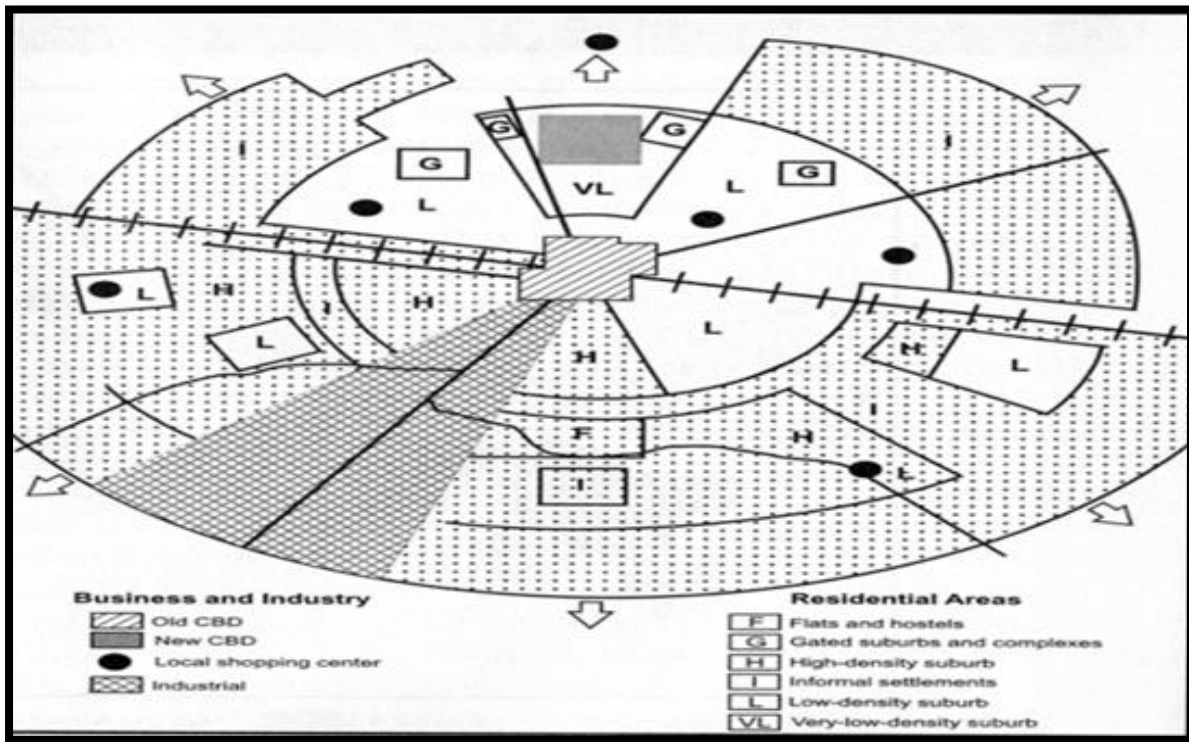 G
G
G
G
I
I
VL
L
L
H
L
I
H
L
L
H
H
L
I
F
H
L
I
Business and Industry
Old CBD
New CBD
Local shopping center
Industrial
Residential Areas
F Flats and hostels
G Gated suburbs and complexes
H High-density suburb
I Informal settlements
L Low-density suburb
VL Very-low-density suburb